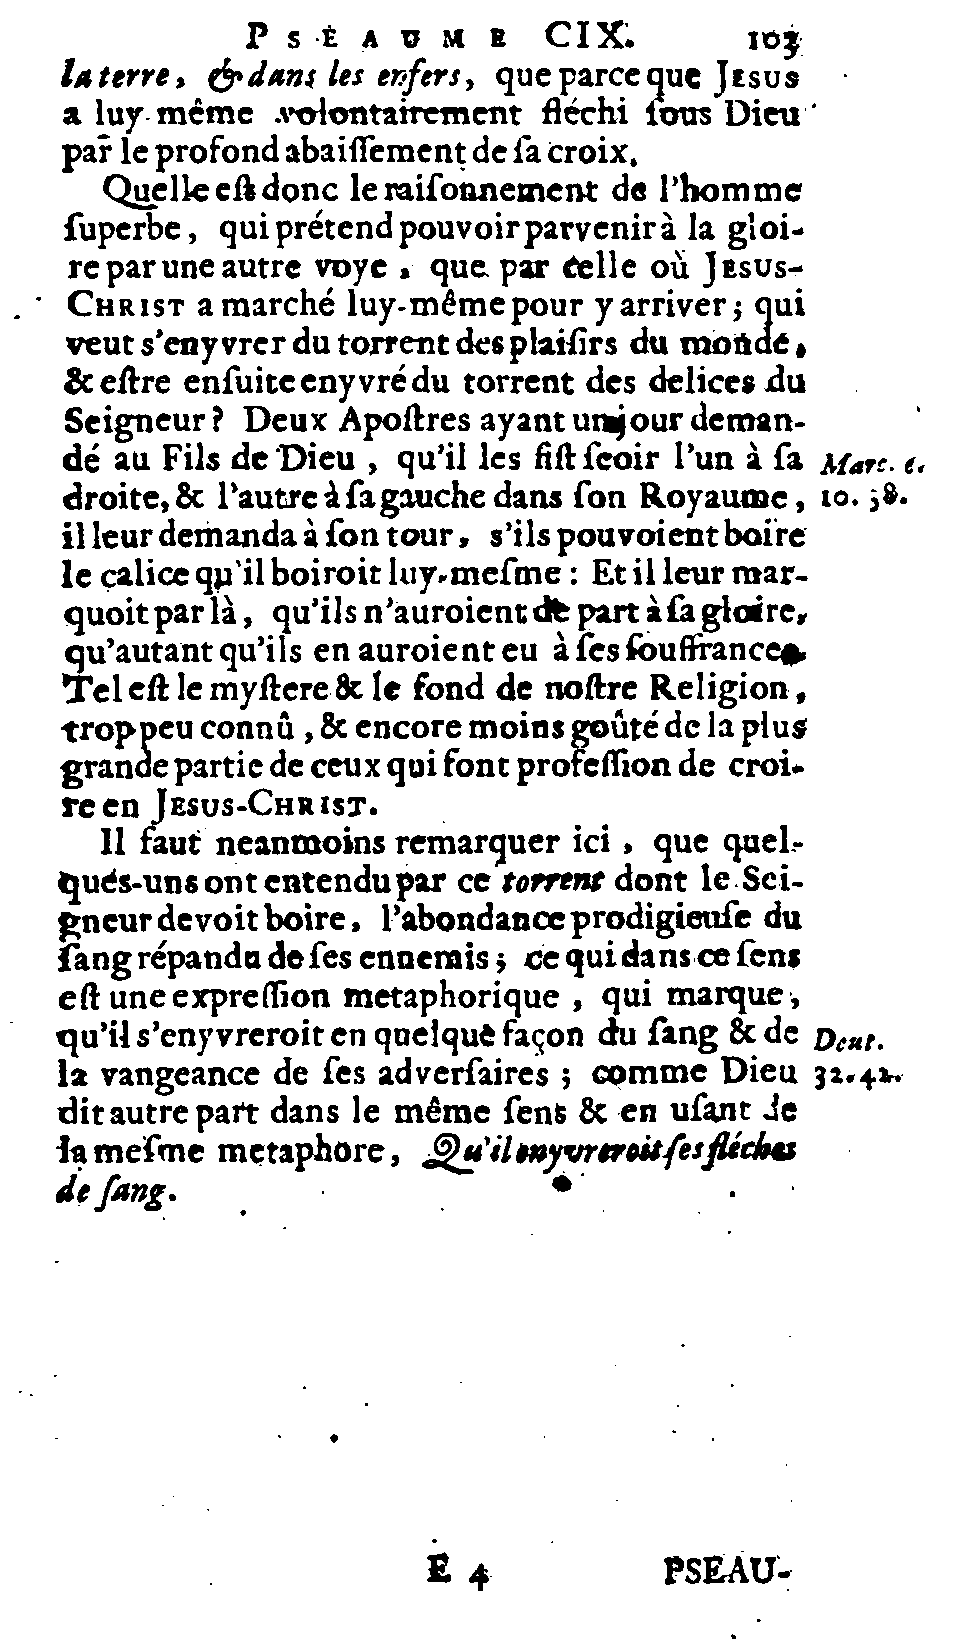 PSEAUME CIX. 103
la terre, & dans les enfers, que parce que JESUS
a luy-même volontairement fléchi ſous Dieu
par le profond abaiſſement de ſa croix.
Quelle eſt donc le raiſonnement de l'homme
ſuperbe, qui prétend pouvoir parvenir à la gloi-
re par une autre voye, que par celle où JESUS-
CHRIST a marché luy-même pour y arriver; qui
veut s'enyvrer du torrent des plaiſirs du monde,
& eſtre enſuite enyvré du torrent des delices du
Seigneur? Deux Apoſtres ayant un jour deman-
dé au Fils de Dieu, qu'il les fiſt ſeoir l'un à ſa Marc. c.
droite, & l'autre à ſa gauche dans ſon Royaume, 10. 38.
il leur demanda à ſon tour, s'ils pouvoient boire
le calice qu'il boiroit luy-meſme: Et il leur mar-
quoit par là, qu'ils n'auroient de part à ſa gloire,
qu'autant qu'ils en auroient eu à ſes ſouffrances.
Tel eſt le myſtere & le fond de noſtre Religion,
trop peu connû, & encore moins goûté de la plus
grande partie de ceux qui font profeſſion de croi-
re en JESUS-CHRIST.
Il faut neanmoins remarquer ici, que quel-
ques-uns ont entendu par ce torrent dont le Sei-
gneur devoit boire, l'abondance prodigieuſe du
ſang répandu de ſes ennemis; ce qui dans ce ſens
eſt une expreſſion metaphorique, qui marque,
qu'il s'enyvreroit en quelque façon du ſang & de Deut.
la vangeance de ſes adverſaires; comme Dieu 32. 42.
dit autre part dans le même ſens & en uſant de
la meſme metaphore, Qu'il enyvreroit ſes fléches
de ſang.
E 4 PSEAU-